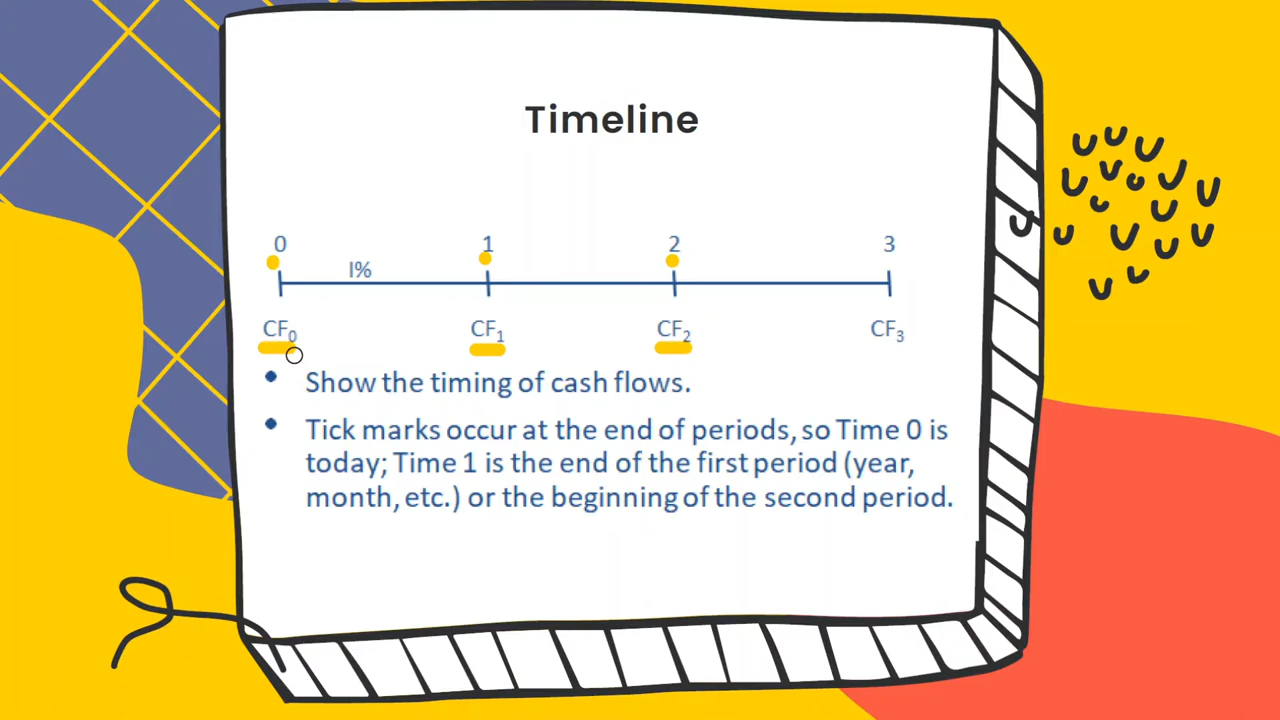 Timeline
0 1 2 3
I%
CF₀ CF₁ CF₂ CF₃
• Show the timing of cash flows.
• Tick marks occur at the end of periods, so Time 0 is
today; Time 1 is the end of the first period (year,
month, etc.) or the beginning of the second period.